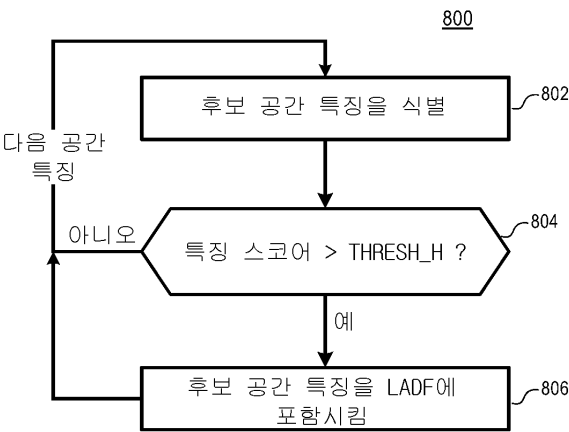 800
후보 공간 특징을 식별
802
다음 공간
특징
아니오
특징 스코어 > THRESH_H ?
804
예
후보 공간 특징을 LADF에
포함시킴
806